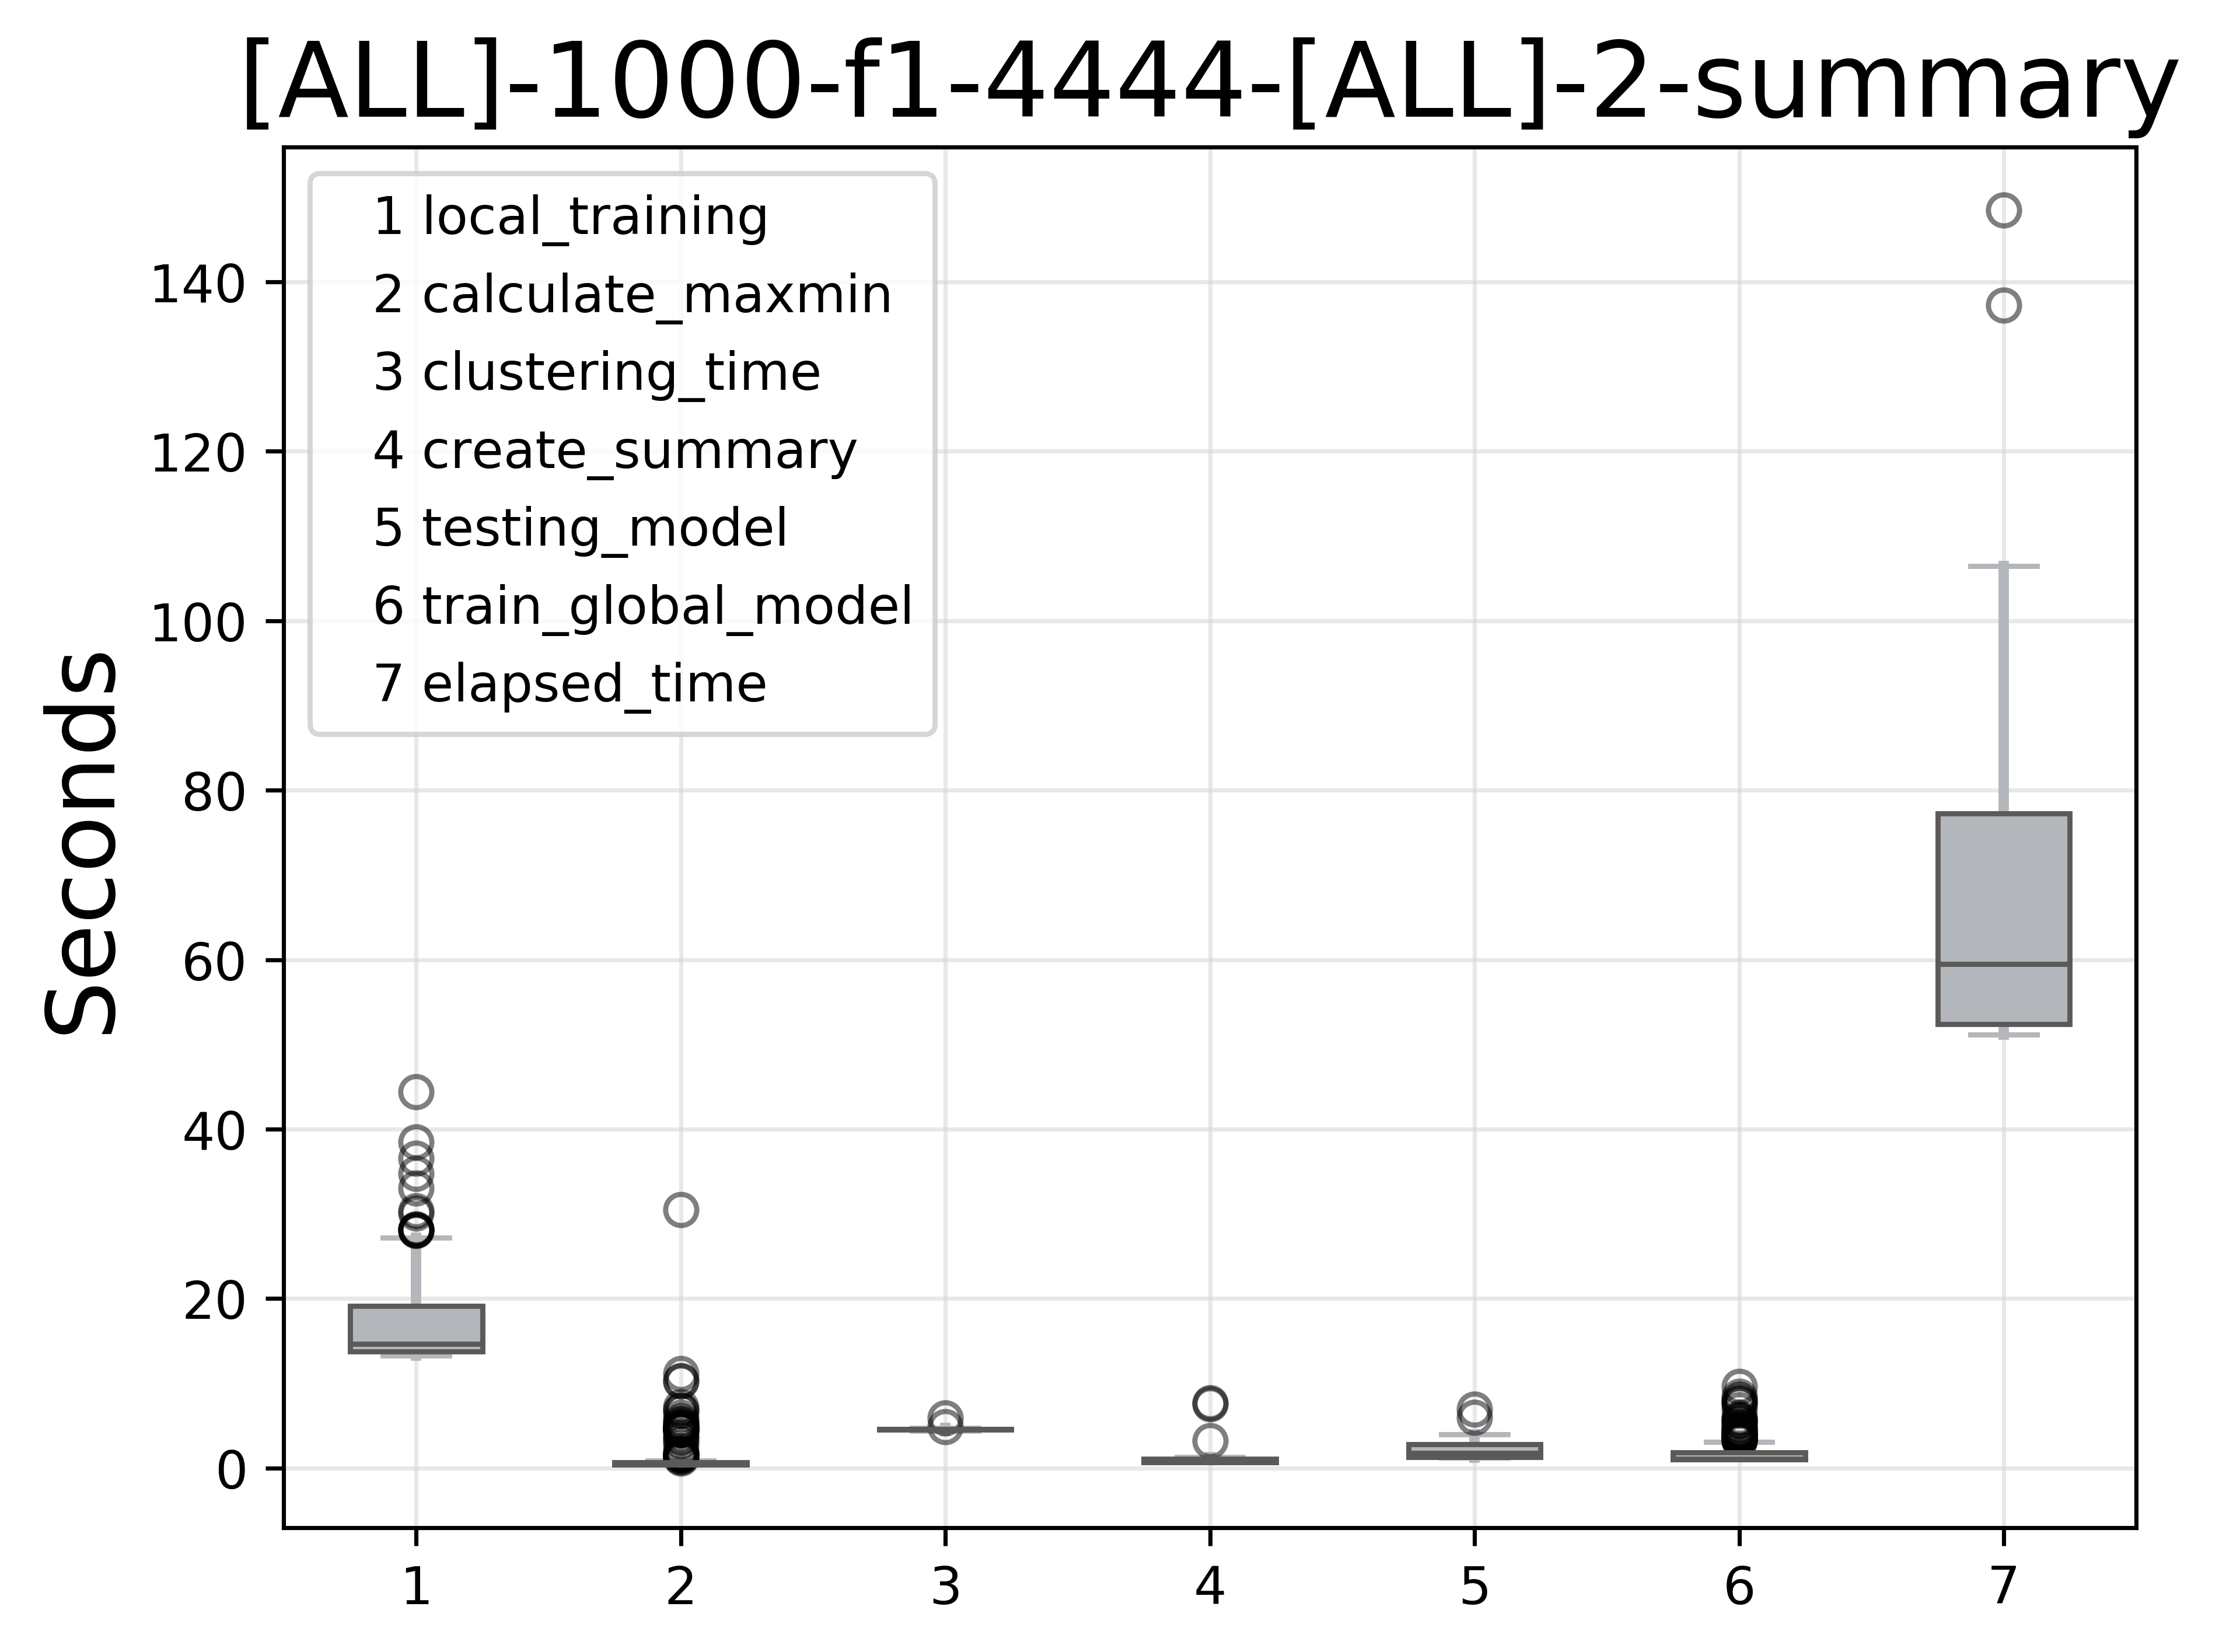 [ALL]-1000-f1-4444-[ALL]-2-summary
1 local_training
2 calculate_maxmin
3 clustering_time
4 create_summary
5 testing_model
6 train_global_model
7 elapsed_time
Seconds
140
120
100
80
60
40
20
0
1 2 3 4 5 6 7